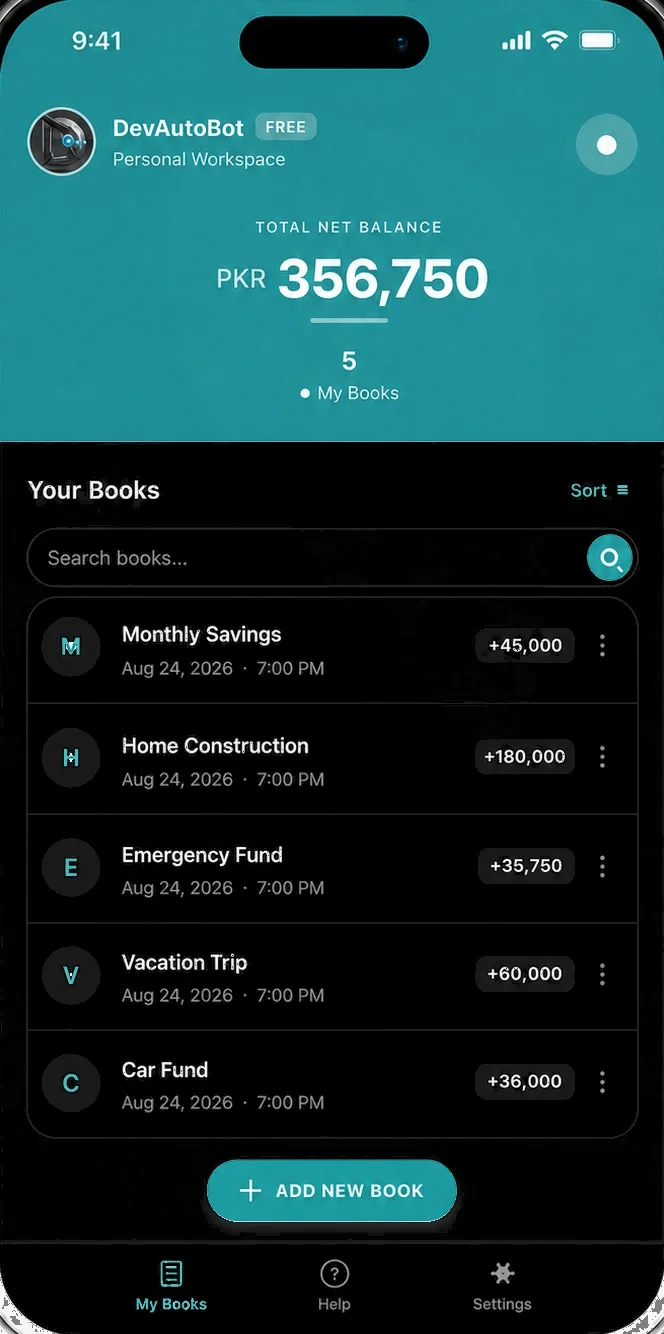 9:41
DevAutoBot FREE
Personal Workspace
TOTAL NET BALANCE
PKR 356,750
5
My Books
Your Books
Sort
Search books...
M
Monthly Savings
+45,000
Aug 24, 2026 · 7:00 PM
H
Home Construction
+180,000
Aug 24, 2026 · 7:00 PM
E
Emergency Fund
+35,750
Aug 24, 2026 · 7:00 PM
V
Vacation Trip
+60,000
Aug 24, 2026 · 7:00 PM
C
Car Fund
+36,000
Aug 24, 2026 · 7:00 PM
+ ADD NEW BOOK
My Books
Help
Settings